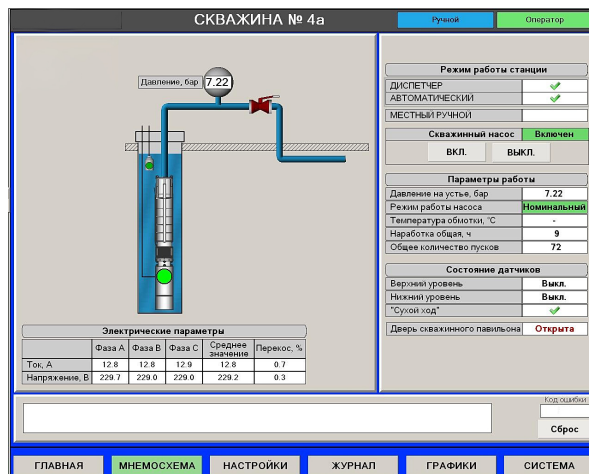 СКВАЖИНА № 4а
Ручной
Оператор
Давление, бар
7.22
Режим работы станции
ДИСПЕТЧЕР
АВТОМАТИЧЕСКИЙ
МЕСТНЫЙ РУЧНОЙ
Скважинный насос Включен
ВКЛ. ВЫКЛ.
Параметры работы
Давление на устье, бар 7.22
Режим работы насоса Номинальный
Температура обмотки, °С -
Наработка общая, ч 9
Общее количество пусков 72
Состояние датчиков
Верхний уровень Выкл.
Нижний уровень Выкл.
"Сухой ход"
Дверь скважинного павильона Открыта
Электрические параметры
Фаза А Фаза В Фаза С Среднее значение Перекос, %
Ток, А 12.8 12.8 12.9 12.8 0.7
Напряжение, В 229.7 229.0 229.0 229.2 0.3
Код ошибки
Сброс
ГЛАВНАЯ МНЕМОСХЕМА НАСТРОЙКИ ЖУРНАЛ ГРАФИКИ СИСТЕМА